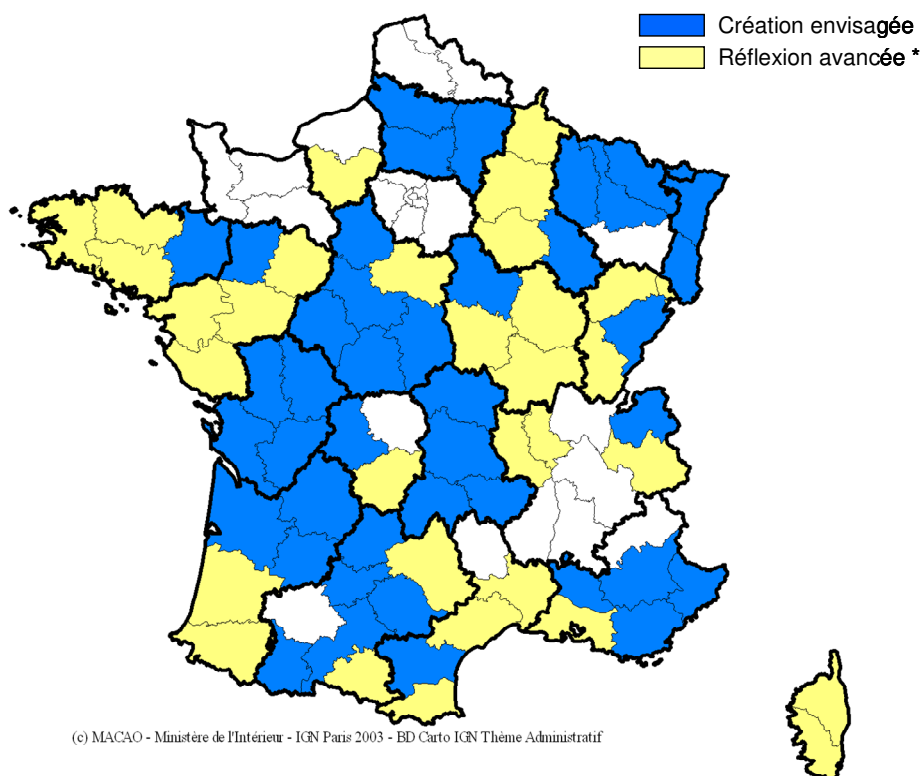 Création envisagée
Réflexion avancée *
(c) MACAO - Ministère de l'Intérieur - IGN Paris 2003 - BD Carto IGN Thème Administratif